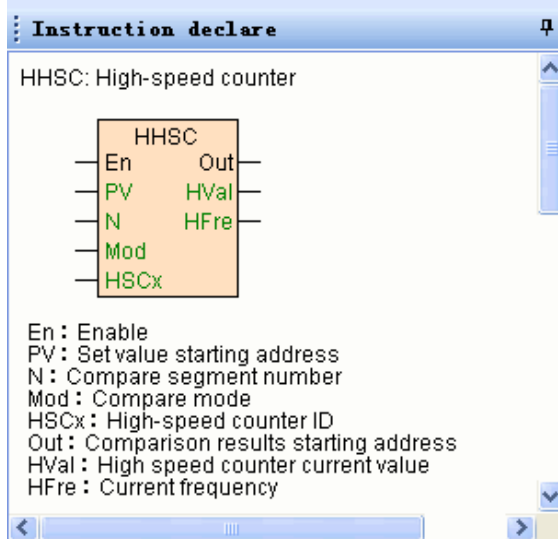 Instruction declare
HHSC: High-speed counter
HHSC
En Out
PV HVal
N HFre
Mod
HSCx
En: Enable
PV: Set value starting address
N: Compare segment number
Mod: Compare mode
HSCx: High-speed counter ID
Out: Comparison results starting address
HVal: High speed counter current value
HFre: Current frequency